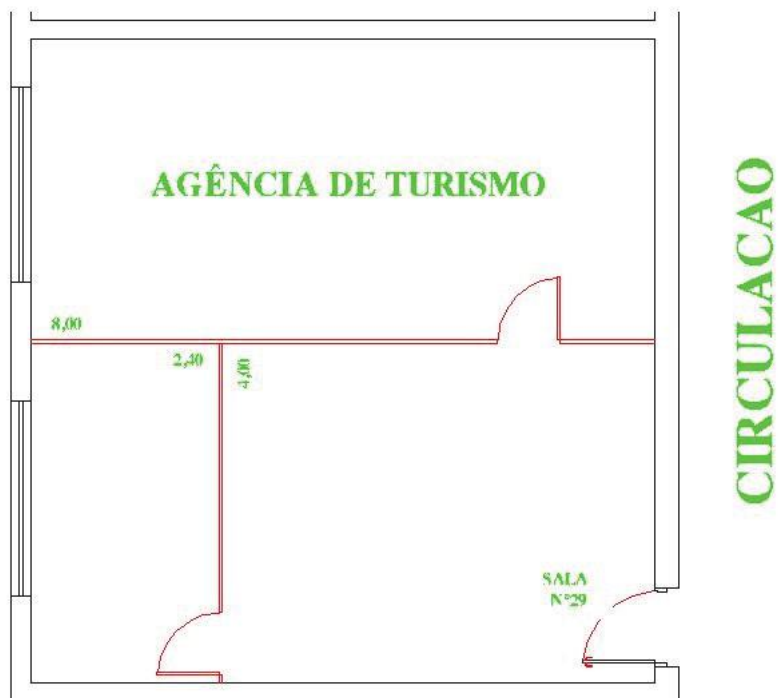 AGÊNCIA DE TURISMO
CIRCULACAO
8,00
2,40
4,00
SALA
N°29